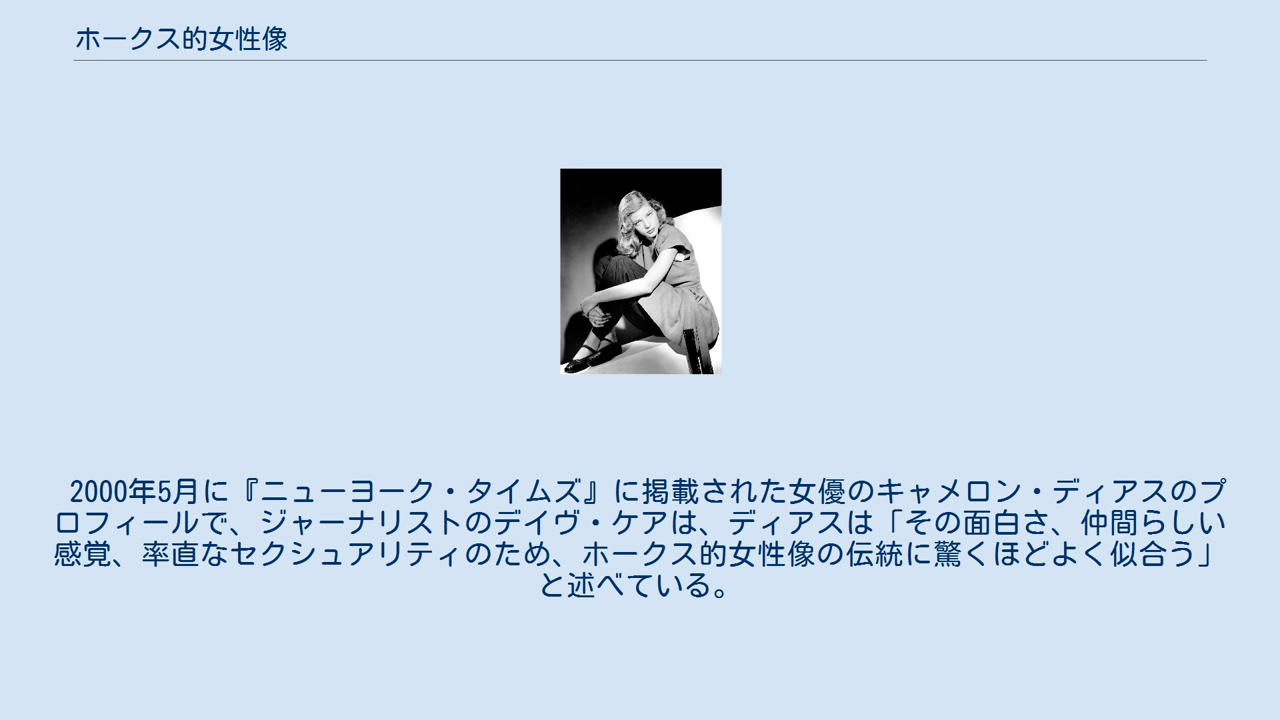 ホークス的女性像
2000年5月に『ニューヨーク・タイムズ』に掲載された女優のキャメロン・ディアスのプ
ロフィールで、ジャーナリストのデイヴ・ケアは、ディアスは「その面白さ、仲間らしい
感覚、率直なセクシュアリティのため、ホークス的女性像の伝統に驚くほどよく似合う」
と述べている。